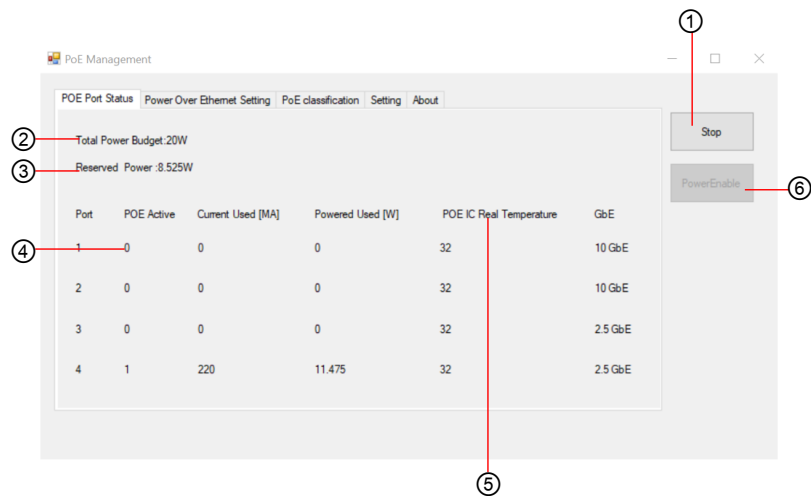 ①
PoE Management
POE Port Status Power Over Ethernet Setting PoE classification Setting About
Stop
② Total Power Budget:20W
③ Reserved Power :8.525W
PowerEnable ⑥
Port POE Active Current Used [MA] Powered Used [W] POE IC Real Temperature GbE
④ 1 0 0 0 32 10 GbE
2 0 0 0 32 10 GbE
3 0 0 0 32 2.5 GbE
4 1 220 11.475 32 2.5 GbE
⑤